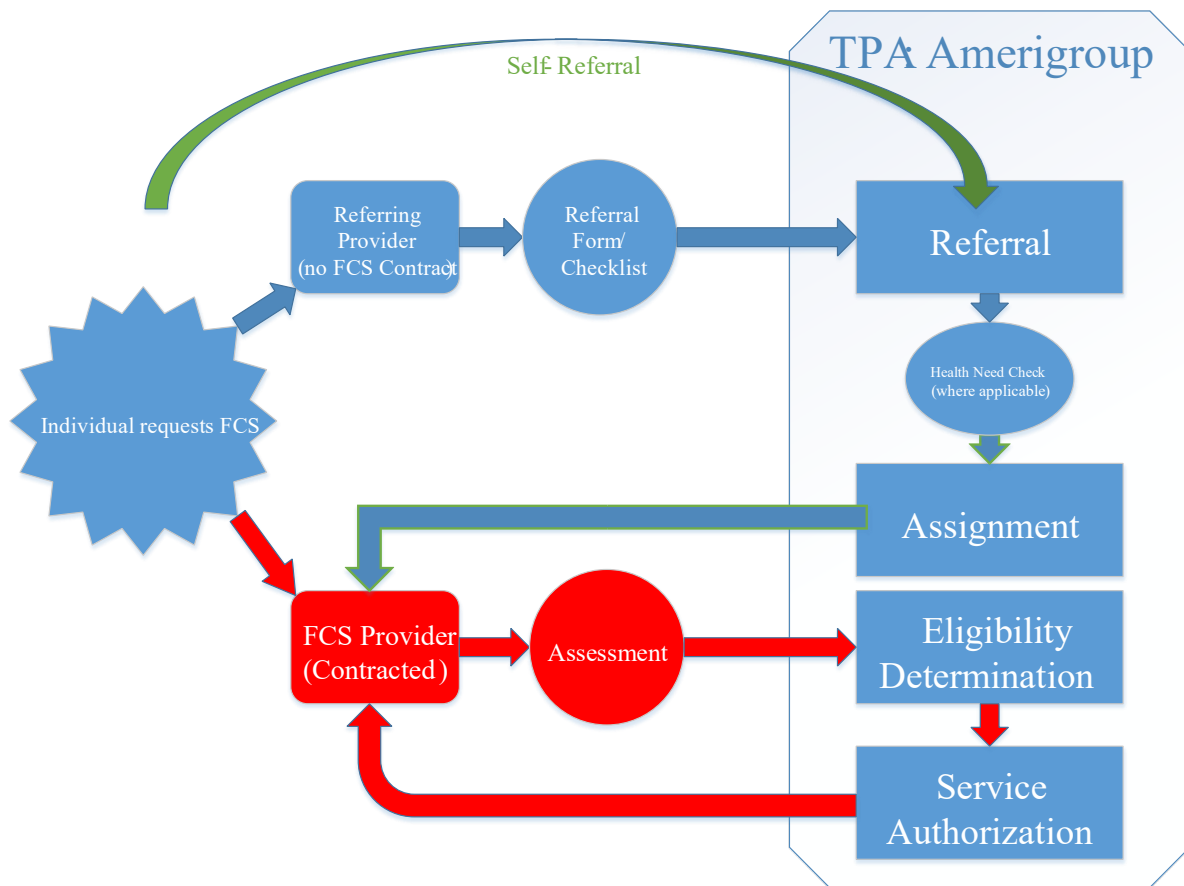 TPA: Amerigroup
Self-Referral
Referring
Provider
(no FCS Contract)
Referral
Form/
Checklist
Referral
Health Need Check
(where applicable)
Individual requests FCS
Assignment
FCS Provider
(Contracted)
Assessment
Eligibility
Determination
Service
Authorization